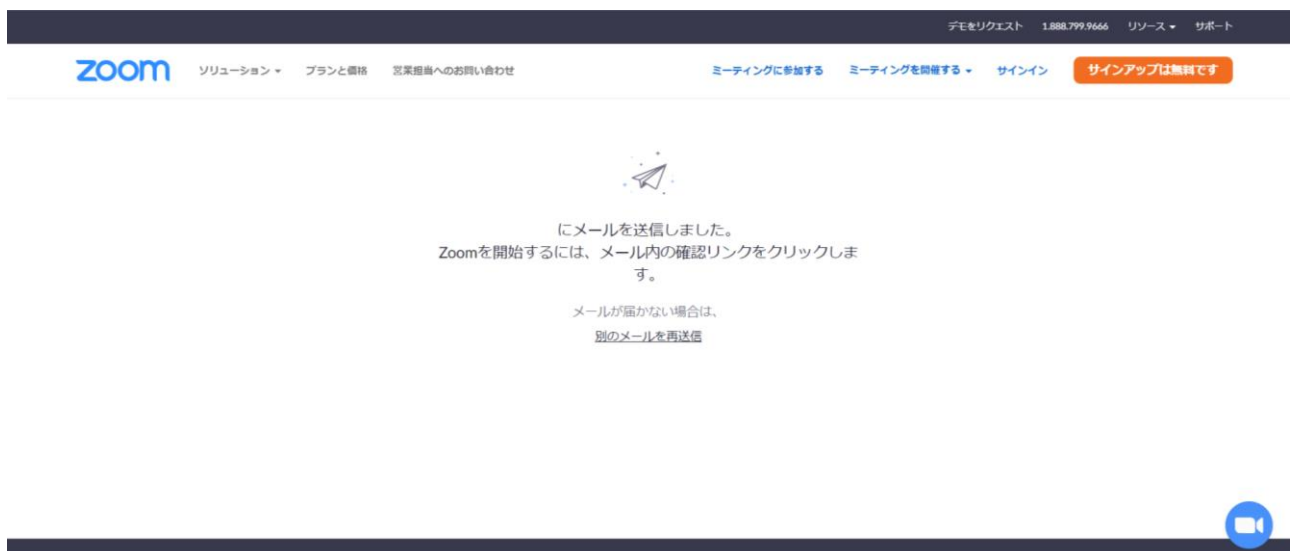 デモをリクエスト 1.888.799.9666 リソース サポート
zoom ソリューション プランと価格 営業担当へのお問い合わせ ミーティングに参加する ミーティングを開催する サインイン サインアップは無料です
にメールを送信しました。
Zoomを開始するには、メール内の確認リンクをクリックしま
す。
メールが届かない場合は、
別のメールを再送信